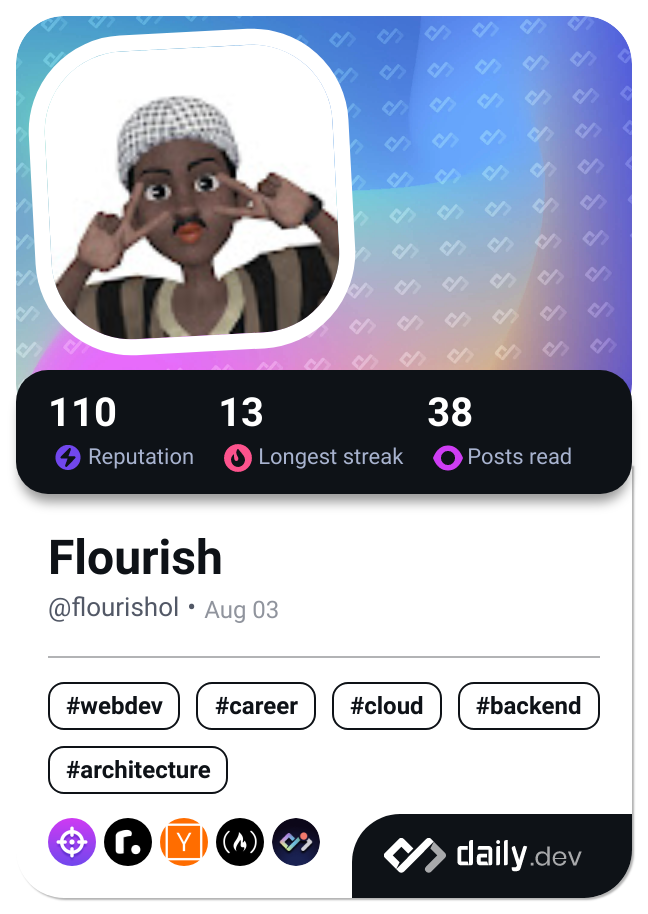 110 13 38
Reputation Longest streak Posts read
Flourish
@flourishol • Aug 03
#webdev #career #cloud #backend
#architecture
r. Y
daily.dev